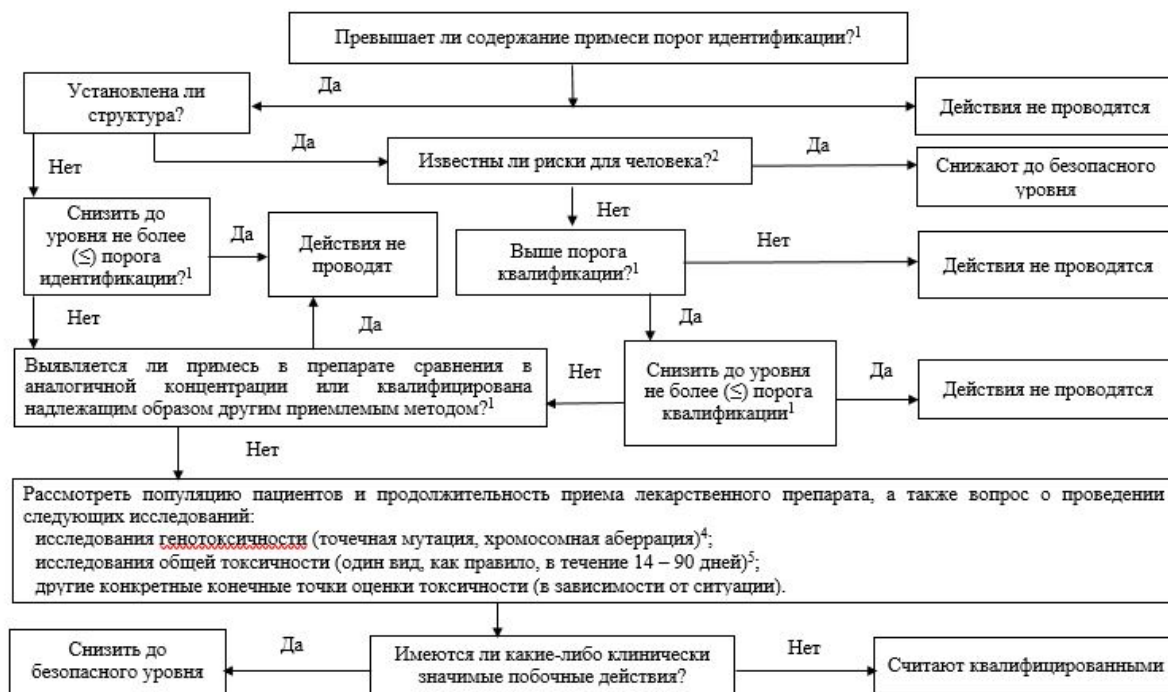 Превышает ли содержание примеси порог идентификации?¹
Да
Установлена ли
структура?
Действия не проводятся
Да
Известны ли риски для человека?²
Да
Снижают до безопасного
уровня
Нет
Снизить до
уровня не более
(≤) порога
идентификации?¹
Да
Действия не
проводят
Нет
Выше порога
квалификации?¹
Нет
Действия не проводятся
Нет
Да
Да
Выявляется ли примесь в препарате сравнения в
аналогичной концентрации или квалифицирована
надлежащим образом другим приемлемым методом?¹
Нет
Снизить до уровня
не более (≤) порога
квалификации¹
Да
Действия не проводятся
Нет
Рассмотреть популяцию пациентов и продолжительность приема лекарственного препарата, а также вопрос о проведении
следующих исследований:
исследования генотоксичности (точечная мутация, хромосомная аберрация)⁴;
исследования общей токсичности (один вид, как правило, в течение 14 – 90 дней)⁵;
другие конкретные конечные точки оценки токсичности (в зависимости от ситуации).
Снизить до
безопасного уровня
Да
Имеются ли какие-либо клинически
значимые побочные действия?
Нет
Считают квалифицированными